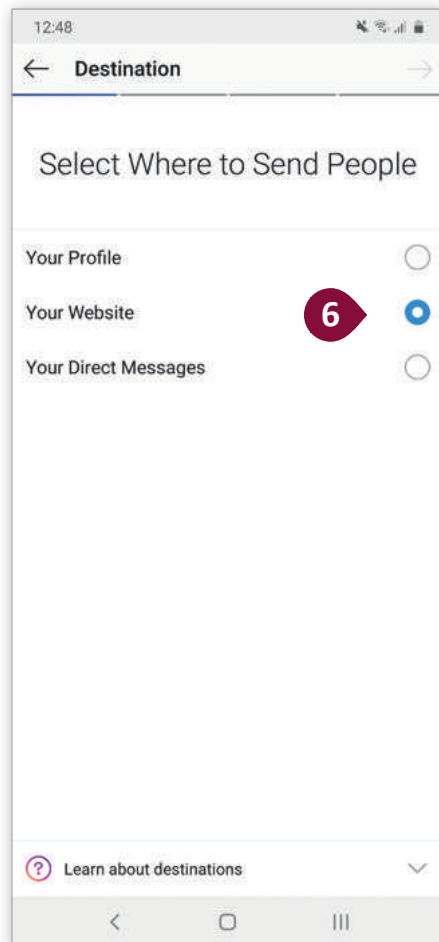 12:48
Destination
Select Where to Send People
Your Profile
Your Website
6
Your Direct Messages
? Learn about destinations